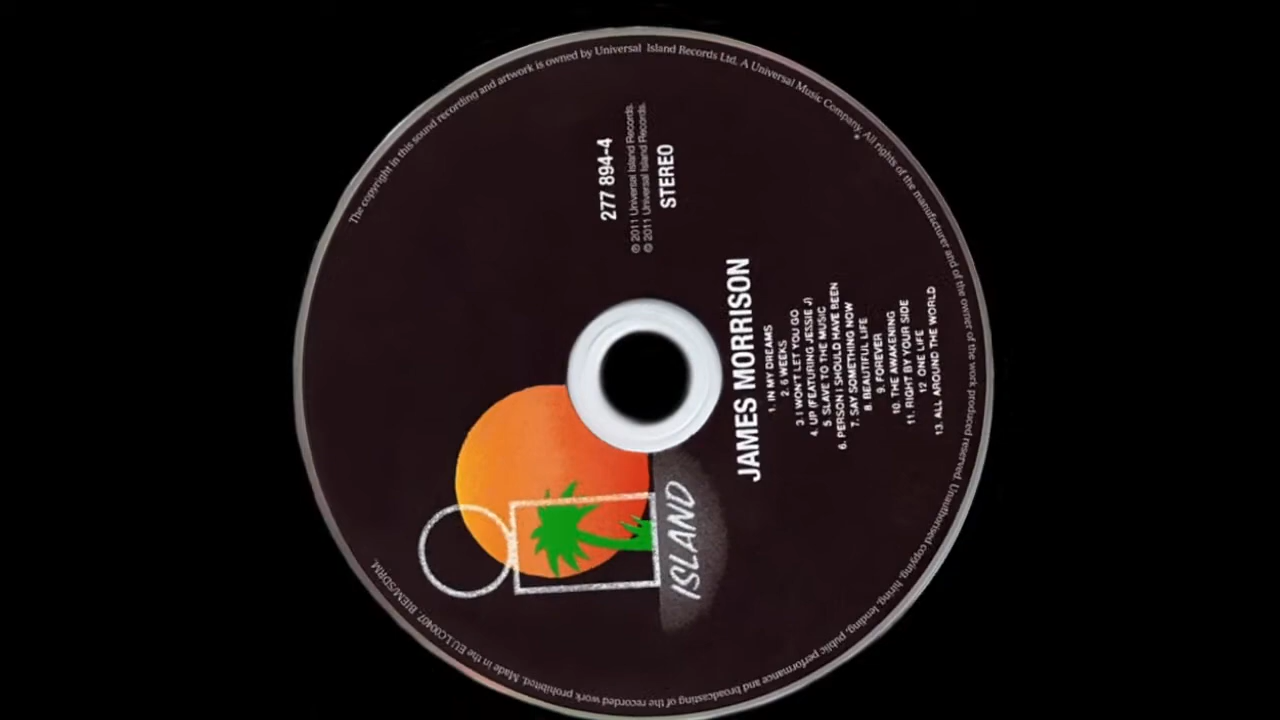 The copyright in this sound recording and artwork is owned by Universal Island Records Ltd. A Universal Music Company. All rights of the manufacturer and of the owner of the work produced reserved. Unauthorised copying, hiring, lending, public performance and broadcasting of the recorded work prohibited. Made in the EU LC00407. BIEM/SDRM.
277 894-4
℗ 2011 Universal Island Records.
© 2011 Universal Island Records.
STEREO
ISLAND
JAMES MORRISON
1. IN MY DREAMS
2. 6 WEEKS
3. I WON'T LET YOU GO
4. UP (FEATURING JESSIE J)
5. SLAVE TO THE MUSIC
6. PERSON I SHOULD HAVE BEEN
7. SAY SOMETHING NOW
8. BEAUTIFUL LIFE
9. FOREVER
10. THE AWAKENING
11. RIGHT BY YOUR SIDE
12. ONE LIFE
13. ALL AROUND THE WORLD